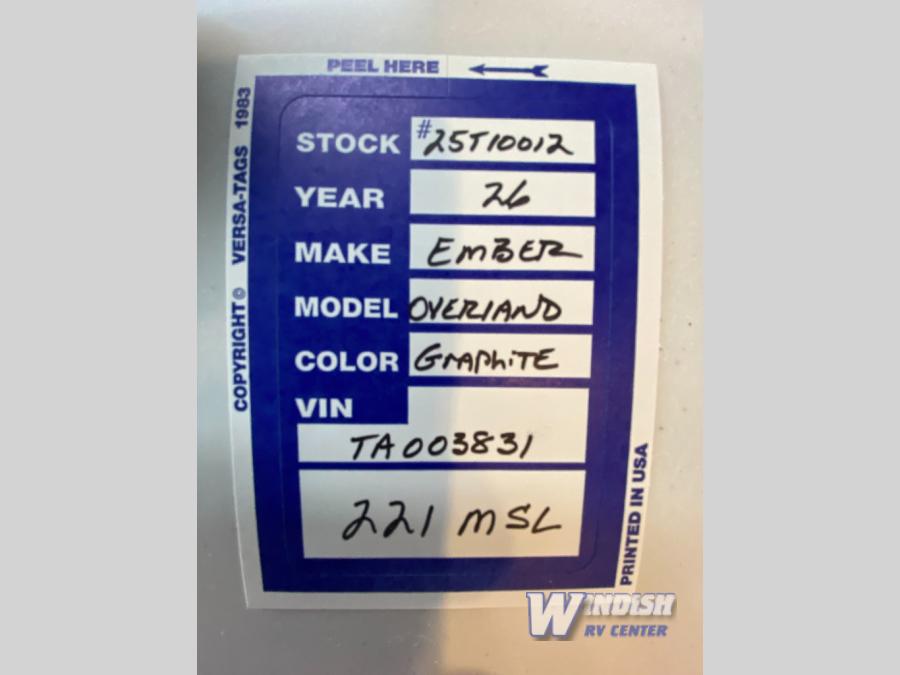 PEEL HERE
COPYRIGHT © VERSA-TAGS 1983
STOCK #25T10012
YEAR 26
MAKE EMBER
MODEL OVERLAND
COLOR GRAPHITE
VIN
TA003831
221 MSL
PRINTED IN USA
WINDISH
RV CENTER